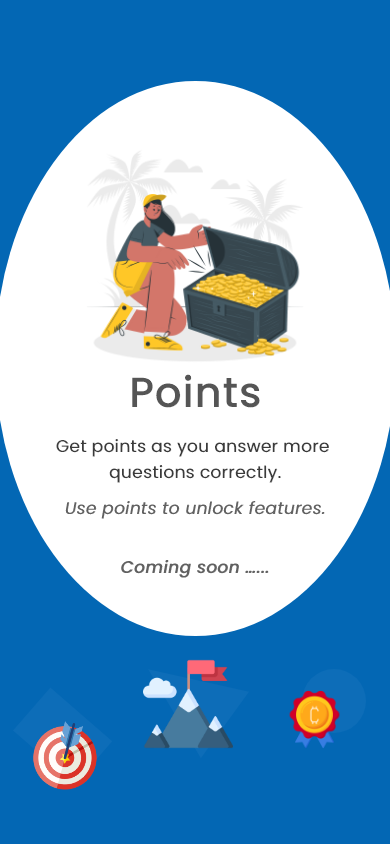 Points
Get points as you answer more
questions correctly.
Use points to unlock features.
Coming soon ......